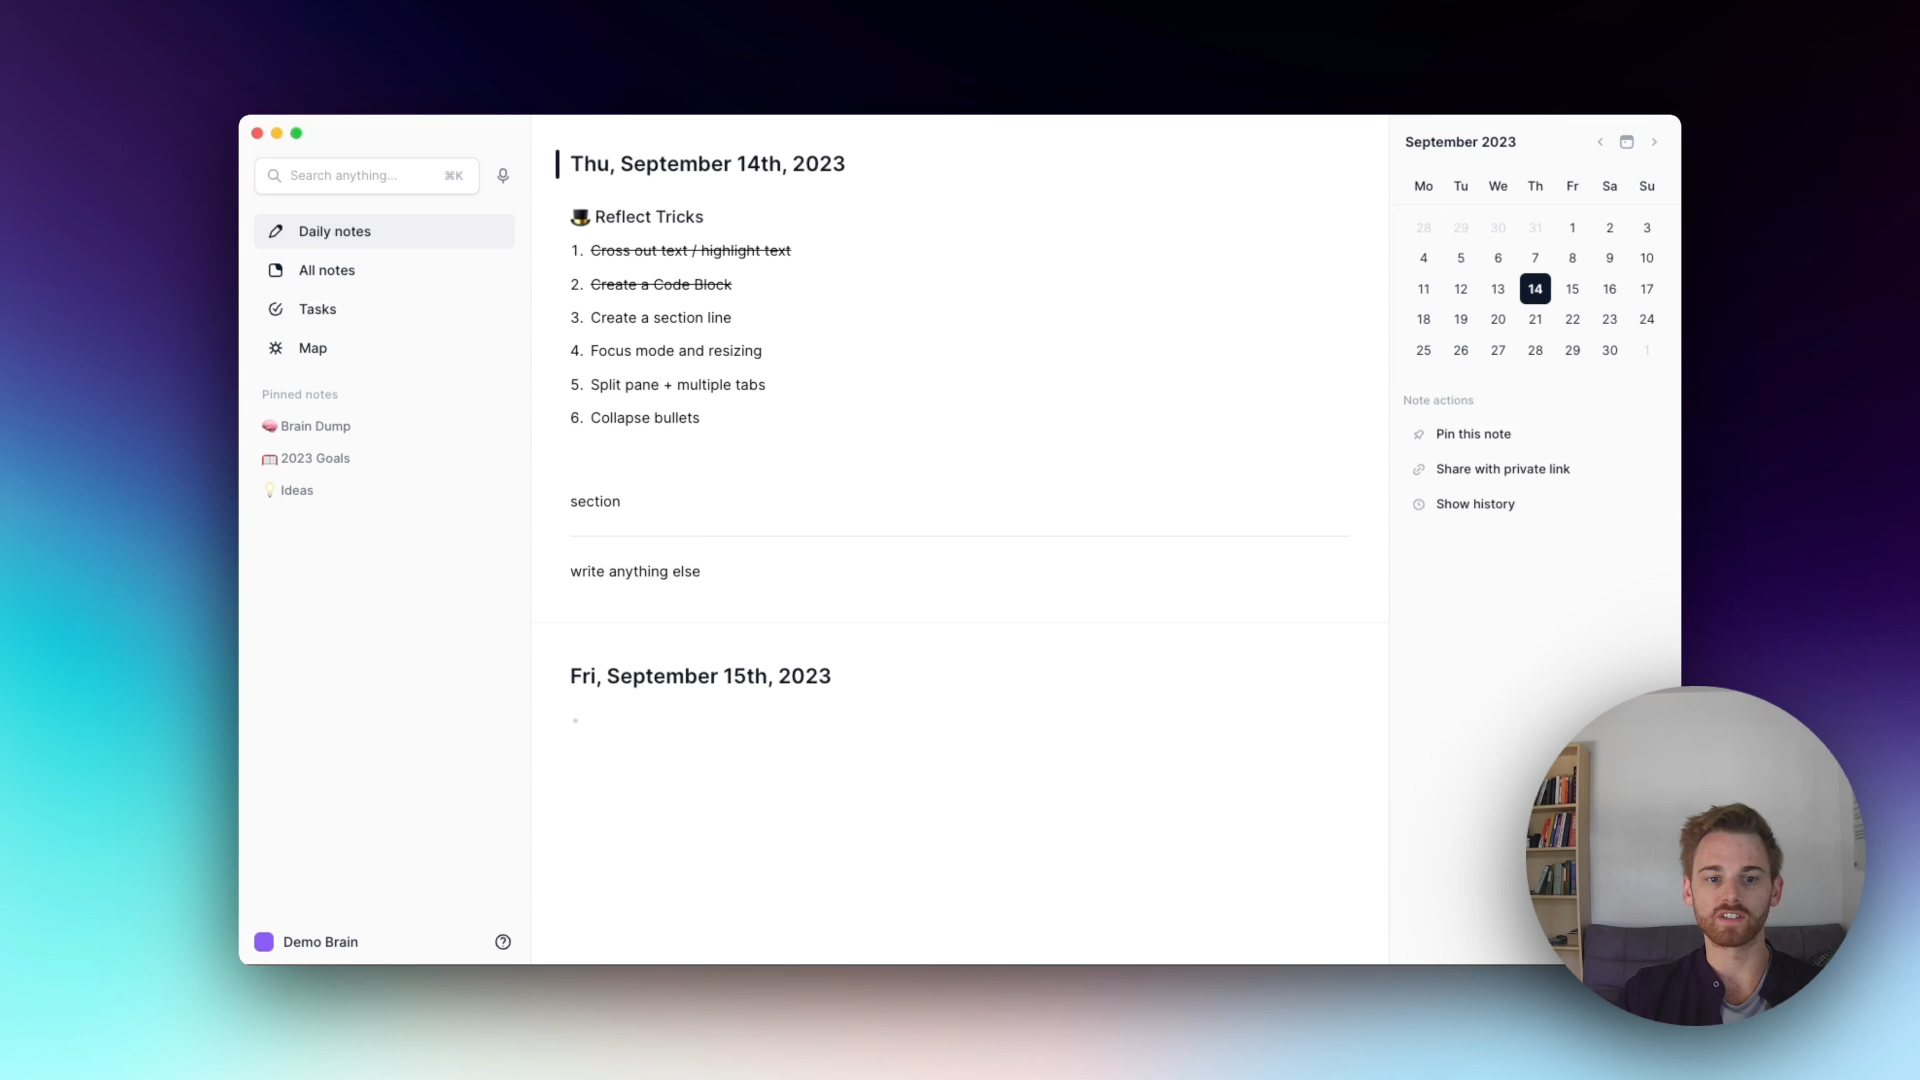 Search anything... ⌘K
Daily notes
All notes
Tasks
Map
Pinned notes
🧠 Brain Dump
📖 2023 Goals
💡 Ideas
Demo Brain
Thu, September 14th, 2023
🎩 Reflect Tricks
1. Cross out text / highlight text
2. Create a Code Block
3. Create a section line
4. Focus mode and resizing
5. Split pane + multiple tabs
6. Collapse bullets
section
write anything else
Fri, September 15th, 2023
September 2023
Mo Tu We Th Fr Sa Su
28 29 30 31 1 2 3
4 5 6 7 8 9 10
11 12 13 14 15 16 17
18 19 20 21 22 23 24
25 26 27 28 29 30 1
Note actions
Pin this note
Share with private link
Show history